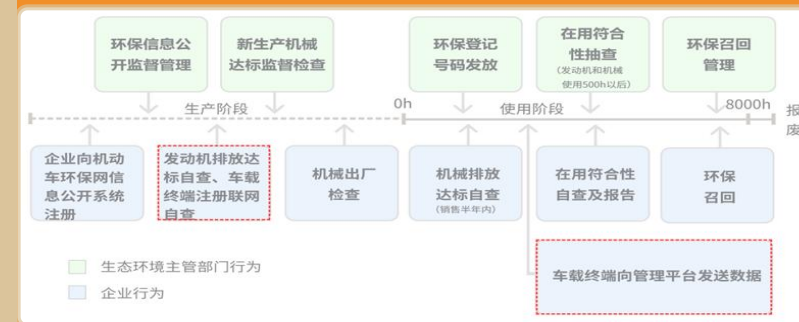 环保信息公
开监督管理
新生产机械
达标监督检查
环保登记
号码发放
在用符合
性抽查
(发动机和机械
使用500h以后)
环保召回
管理
生产阶段
0h
使用阶段
8000h
报
废
企业向机动
车环保网信
息公开系统
注册
发动机排放达
标自查、车载
终端注册联网
自查
机械出厂
检查
机械排放
达标自查
(销售半年内)
在用符合性
自查及报告
环保
召回
车载终端向管理平台发送数据
生态环境主管部门行为
企业行为